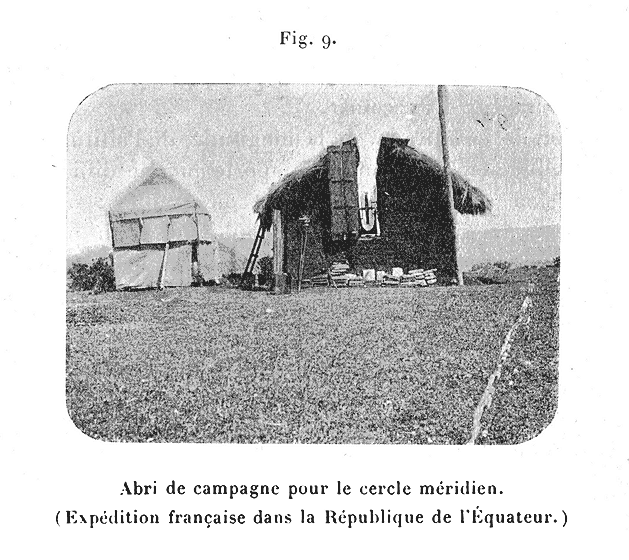 Fig. 9.
Abri de campagne pour le cercle méridien.
(Expédition française dans la République de l'Équateur.)